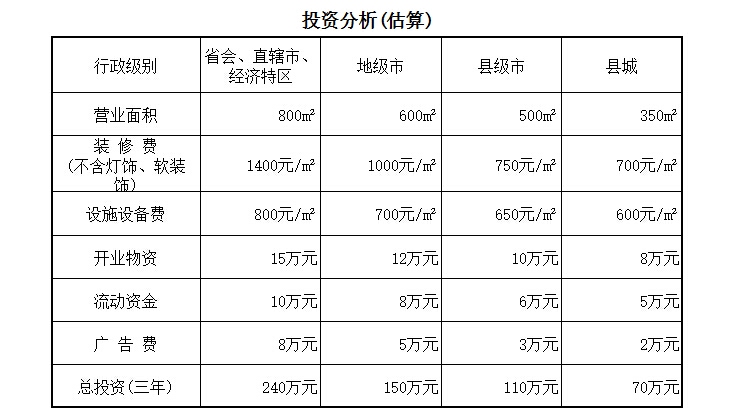 投资分析(估算)
行政级别 省会、直辖市、经济特区 地级市 县级市 县城
营业面积 800㎡ 600㎡ 500㎡ 350㎡
装 修 费(不含灯饰、软装饰) 1400元/㎡ 1000元/㎡ 750元/㎡ 700元/㎡
设施设备费 800元/㎡ 700元/㎡ 650元/㎡ 600元/㎡
开业物资 15万元 12万元 10万元 8万元
流动资金 10万元 8万元 6万元 5万元
广 告 费 8万元 5万元 3万元 2万元
总投资(三年) 240万元 150万元 110万元 70万元